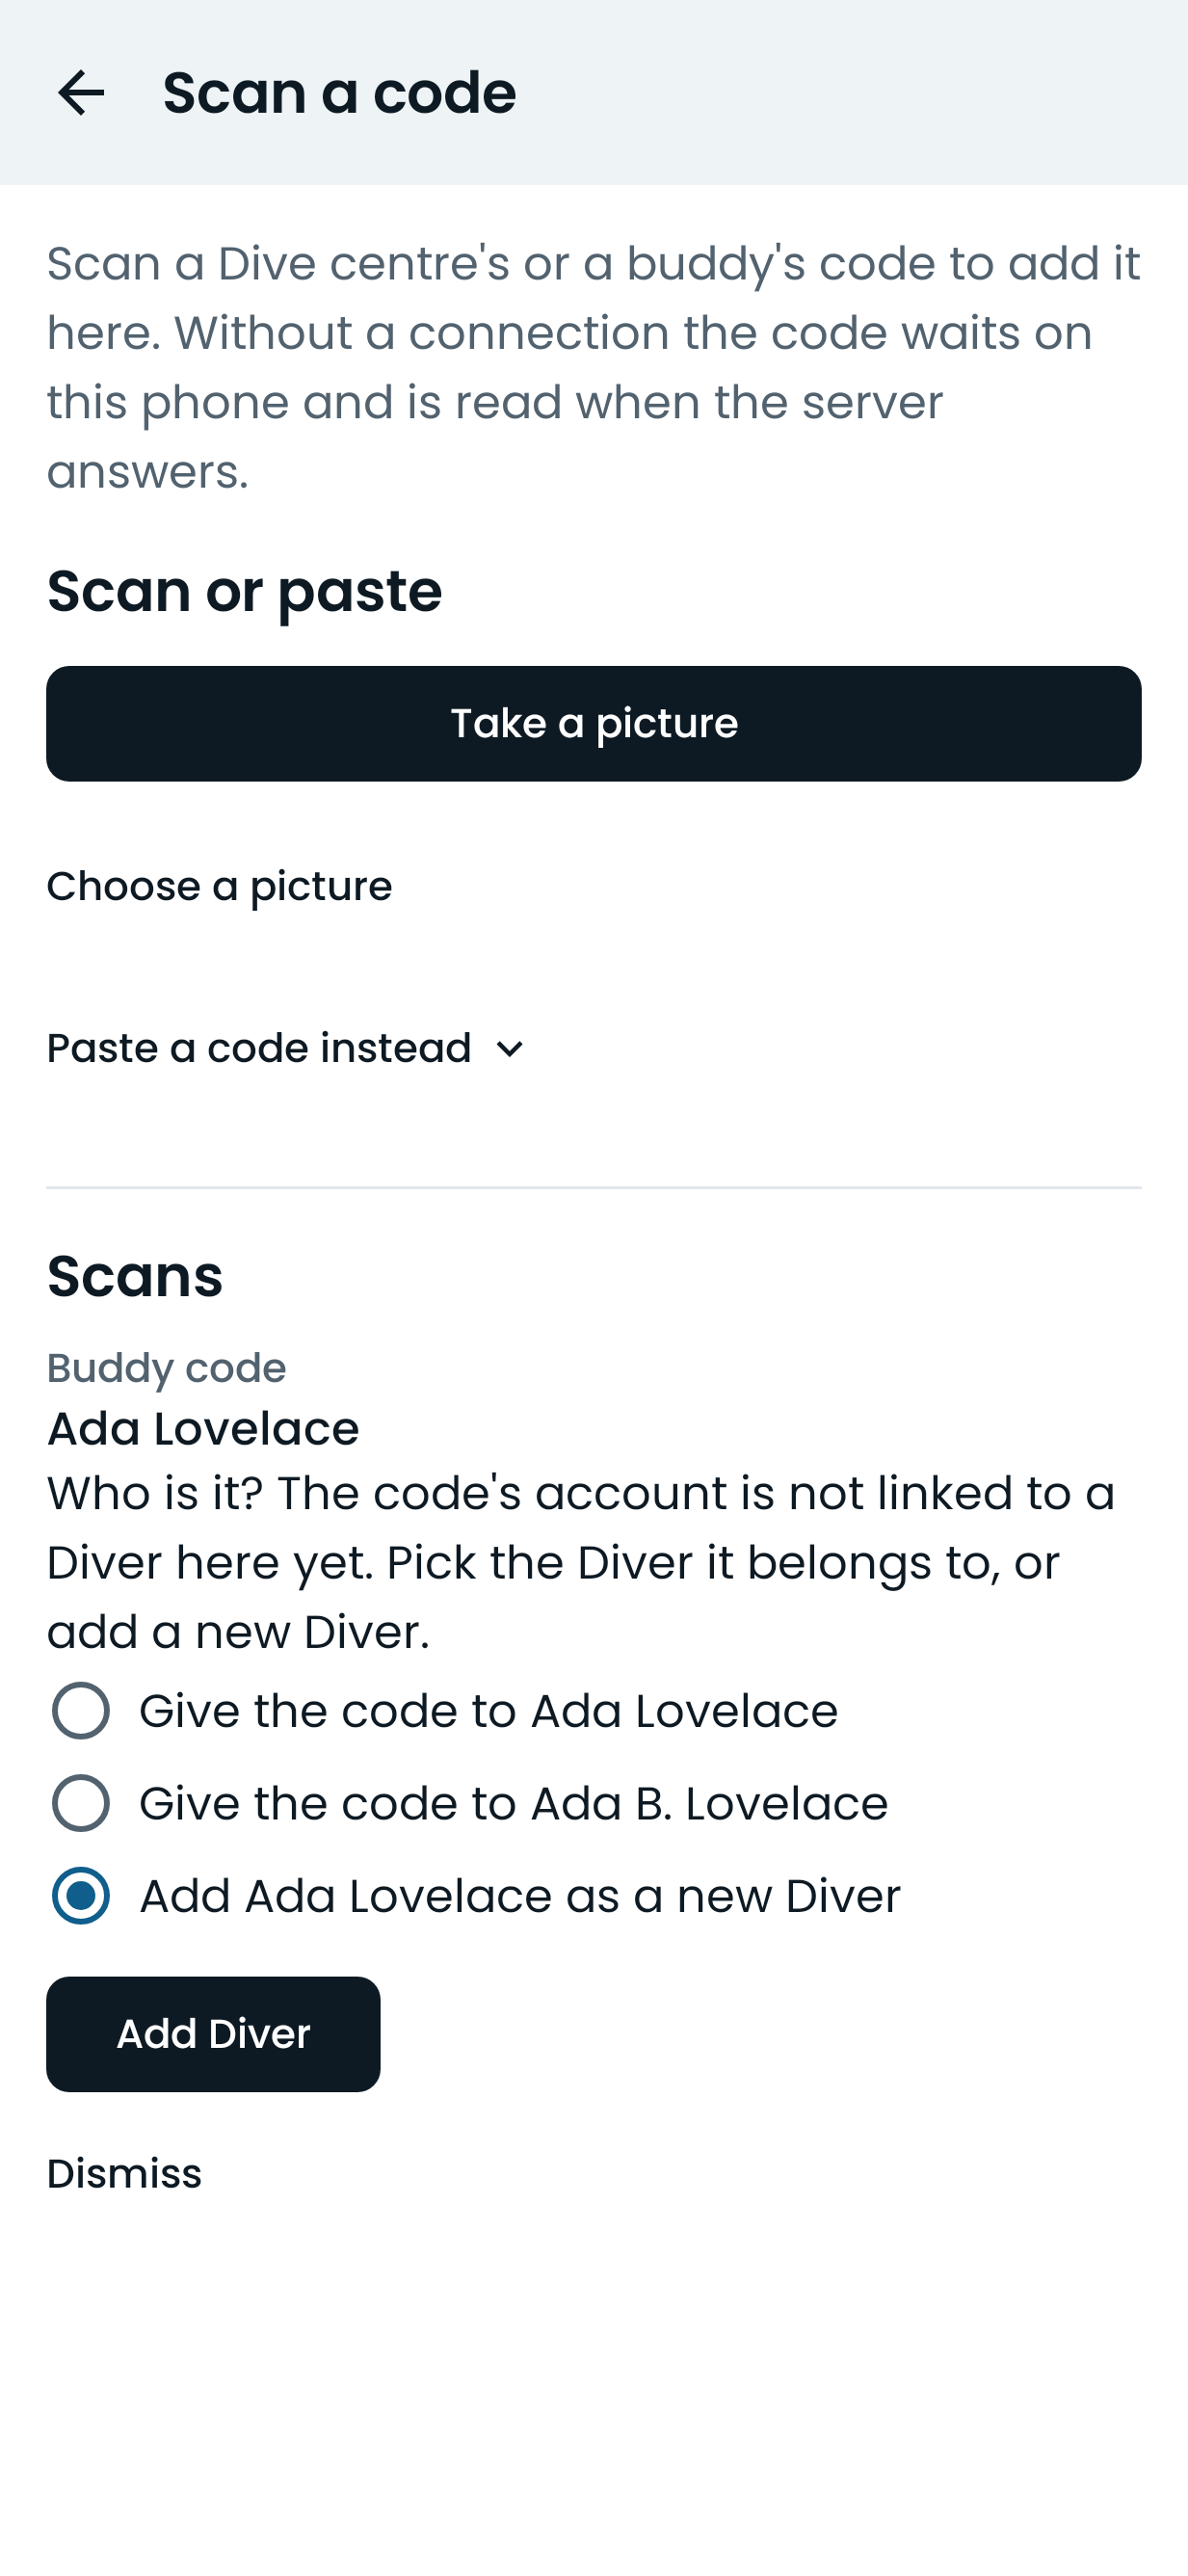 Scan a code
Scan a Dive centre's or a buddy's code to add it
here. Without a connection the code waits on
this phone and is read when the server
answers.
Scan or paste
Take a picture
Choose a picture
Paste a code instead
Scans
Buddy code
Ada Lovelace
Who is it? The code's account is not linked to a
Diver here yet. Pick the Diver it belongs to, or
add a new Diver.
Give the code to Ada Lovelace
Give the code to Ada B. Lovelace
Add Ada Lovelace as a new Diver
Add Diver
Dismiss